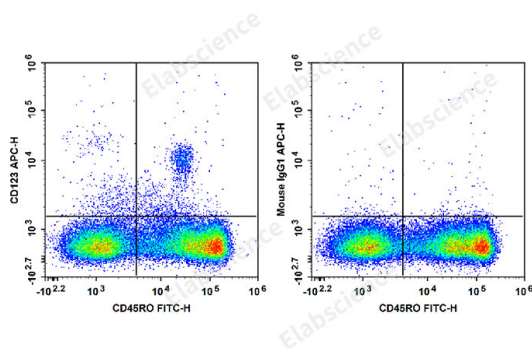 10^6
10^6
10^5
10^5
CD123 APC-H
Mouse IgG1 APC-H
10^4
10^4
10^3
10^3
-10^2.7
-10^2.7
-10^2.2 10^3 10^4 10^5 10^6
-10^2.2 10^3 10^4 10^5 10^6
CD45RO FITC-H
CD45RO FITC-H
Elabscience
Elabscience
Elabscience
Elabscience
Elabscience
Elabscience